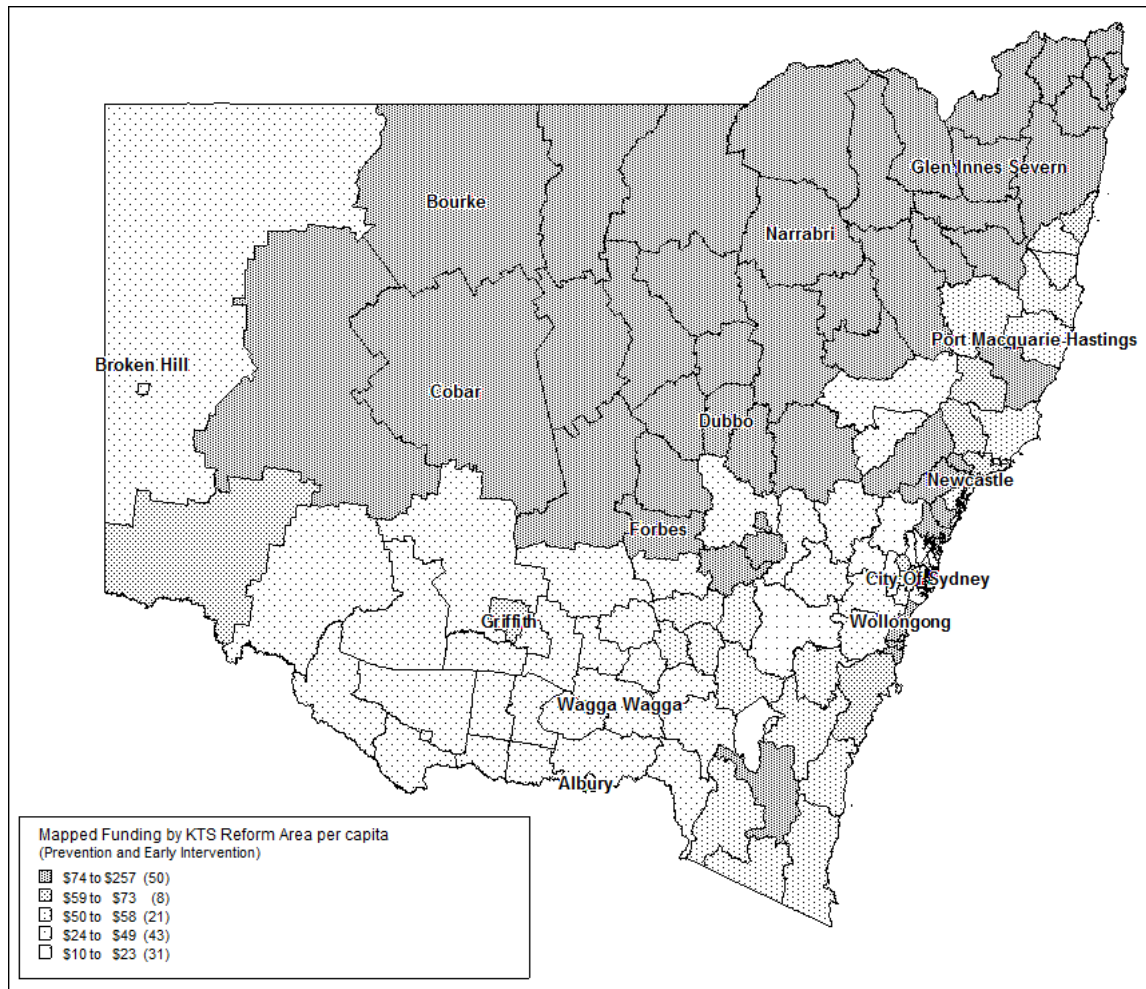 Glen Innes Severn
Bourke
Narrabri
Port Macquarie-Hastings
Broken Hill
Cobar
Dubbo
Newcastle
Forbes
City Of Sydney
Griffith
Wollongong
Wagga Wagga
Albury
Mapped Funding by KTS Reform Area per capita
(Prevention and Early Intervention)
$74 to $257 (50)
$59 to $73 (8)
$50 to $58 (21)
$24 to $49 (43)
$10 to $23 (31)